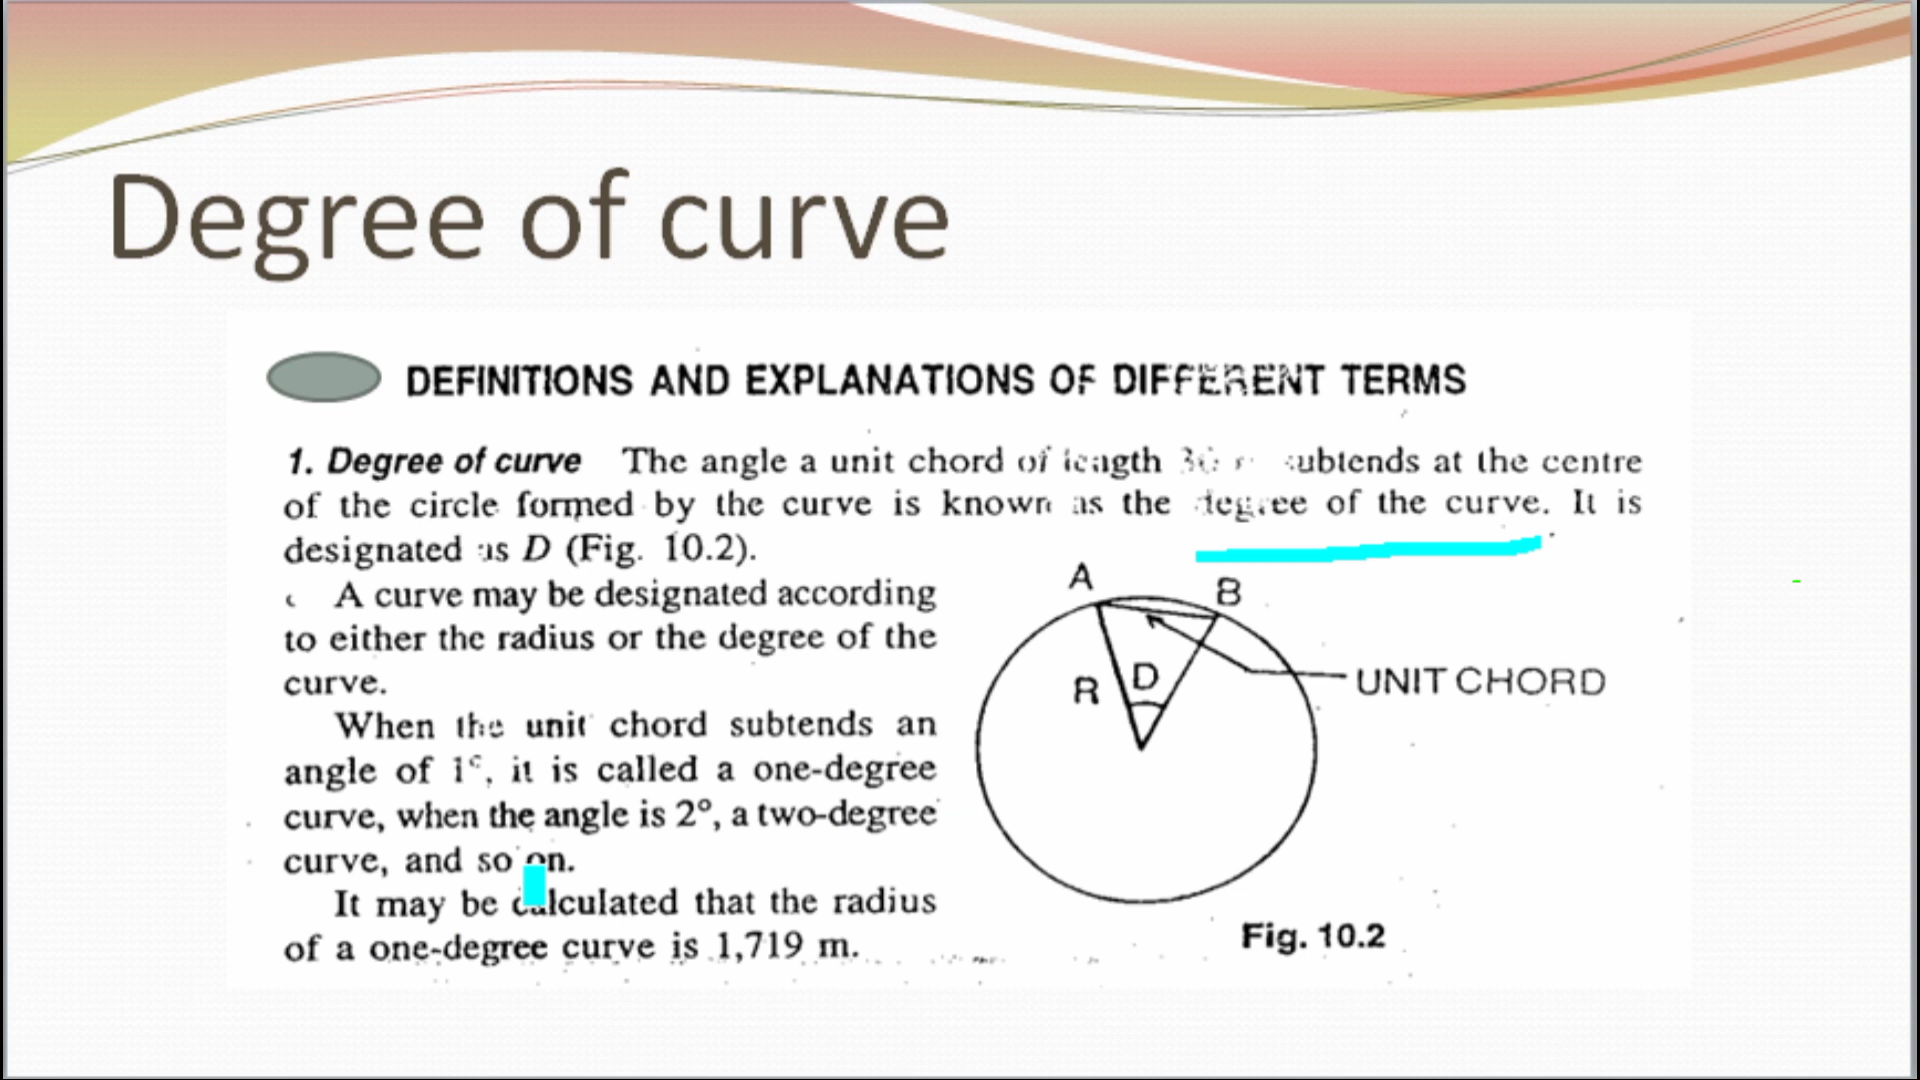 Degree of curve
DEFINITIONS AND EXPLANATIONS OF DIFFERENT TERMS
1. Degree of curve The angle a unit chord of length 30 m subtends at the centre
of the circle formed by the curve is known as the degree of the curve. It is
designated as D (Fig. 10.2).
A curve may be designated according
to either the radius or the degree of the
curve.
When the unit chord subtends an
angle of 1°, it is called a one-degree
curve, when the angle is 2°, a two-degree
curve, and so on.
It may be calculated that the radius
of a one-degree curve is 1,719 m.
A
B
R
D
UNIT CHORD
Fig. 10.2